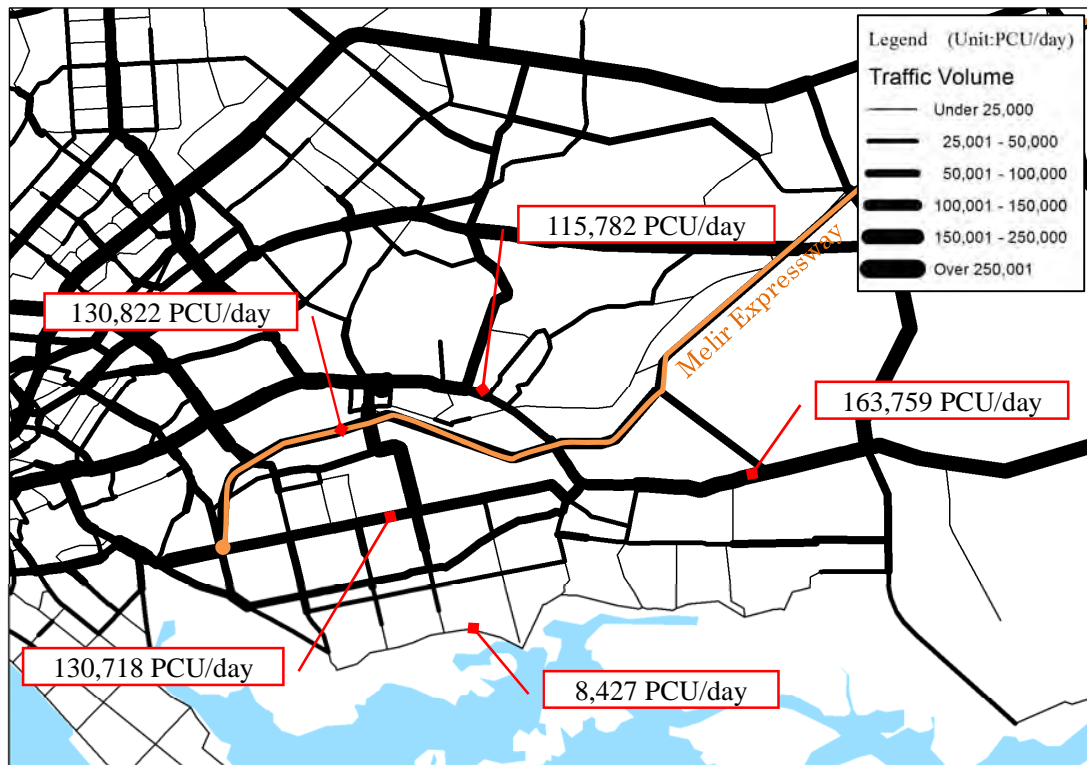 Legend (Unit:PCU/day)
Traffic Volume
Under 25,000
25,001 - 50,000
50,001 - 100,000
100,001 - 150,000
150,001 - 250,000
Over 250,001
115,782 PCU/day
130,822 PCU/day
Melir Expressway
163,759 PCU/day
130,718 PCU/day
8,427 PCU/day